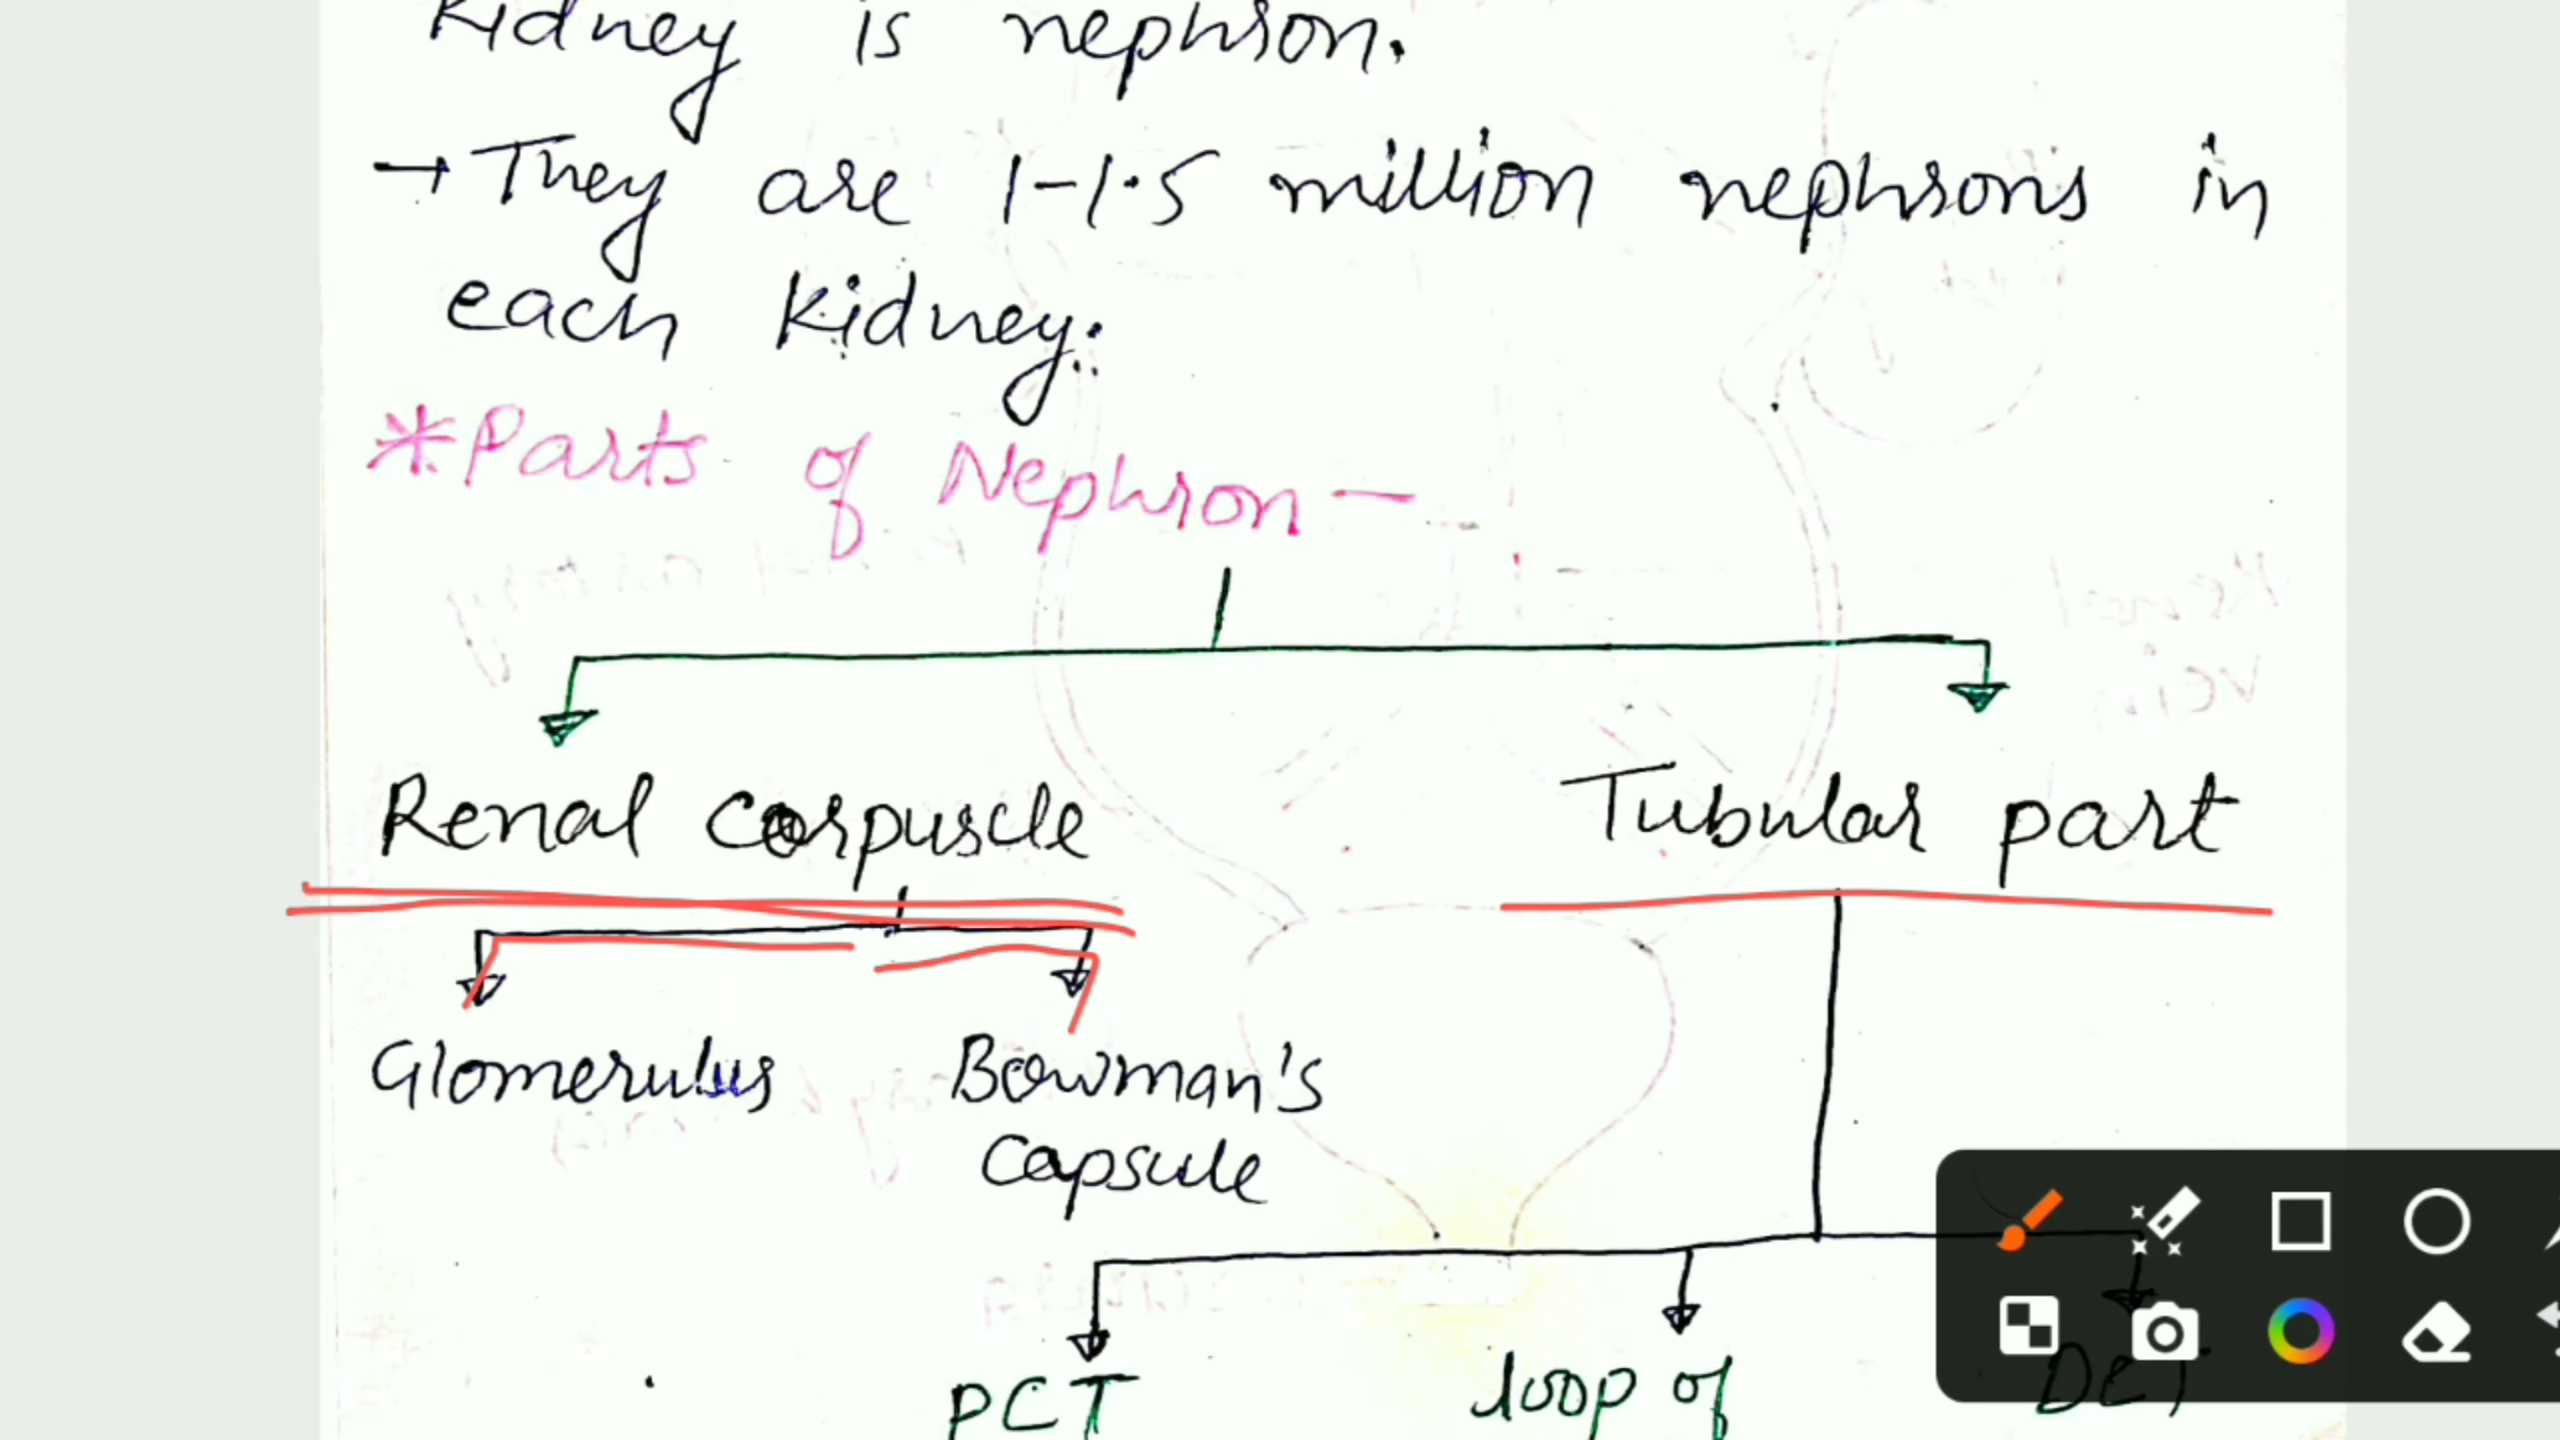 Kidney is nephron.
→ They are 1-1.5 million nephrons in
each Kidney.
*Parts of Nephron —
Renal corpuscle
Tubular part
Glomerulus
Bowman's
Capsule
PCT
loop of
DCT